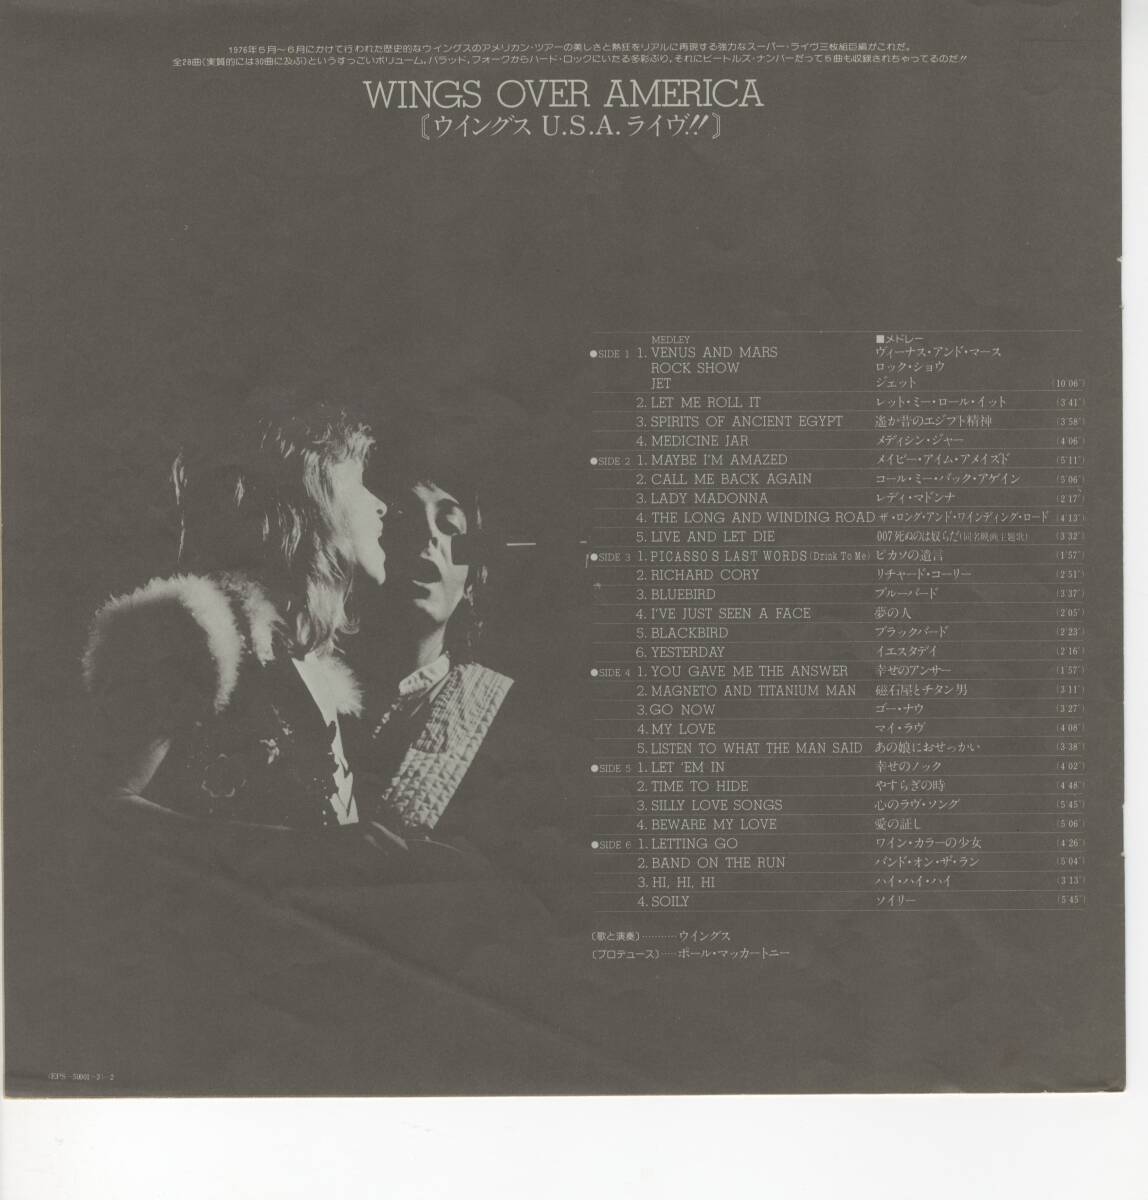 1976年5月～6月にかけて行われた歴史的なウイングスのアメリカン・ツアーの美しさと熱狂をリアルに再現する強力なスーパー・ライヴ三枚組巨編がこれだ。
全28曲(実質的には30曲に及ぶ)というすっごいボリューム。バラッド,フォークからハード・ロックにいたる多彩ぶり,それにビートルズ・ナンバーだって5曲も収録されちゃってるのだ!!
WINGS OVER AMERICA
〘ウイングス U.S.A. ライヴ!!〙
MEDLEY ■メドレー
●SIDE 1 1. VENUS AND MARS ヴィーナス・アンド・マース
ROCK SHOW ロック・ショウ
JET ジェット (10′06″)
2. LET ME ROLL IT レット・ミー・ロール・イット (3′41″)
3. SPIRITS OF ANCIENT EGYPT 遙か昔のエジプト精神 (3′58″)
4. MEDICINE JAR メディシン・ジャー (4′06″)
●SIDE 2 1. MAYBE I'M AMAZED メイビー・アイム・アメイズド (5′11″)
2. CALL ME BACK AGAIN コール・ミー・バック・アゲイン (5′06″)
3. LADY MADONNA レディ・マドンナ (2′17″)
4. THE LONG AND WINDING ROAD ザ・ロング・アンド・ワインディング・ロード (4′13″)
5. LIVE AND LET DIE 007死ぬのは奴らだ(同名映画主題歌) (3′32″)
●SIDE 3 1. PICASSO'S LAST WORDS (Drink To Me) ピカソの遺言 (1′57″)
2. RICHARD CORY リチャード・コーリー (2′51″)
3. BLUEBIRD ブルーバード (3′37″)
4. I'VE JUST SEEN A FACE 夢の人 (2′05″)
5. BLACKBIRD ブラックバード (2′23″)
6. YESTERDAY イエスタデイ (2′16″)
●SIDE 4 1. YOU GAVE ME THE ANSWER 幸せのアンサー (1′57″)
2. MAGNETO AND TITANIUM MAN 磁石屋とチタン男 (3′11″)
3. GO NOW ゴー・ナウ (3′27″)
4. MY LOVE マイ・ラヴ (4′08″)
5. LISTEN TO WHAT THE MAN SAID あの娘におせっかい (3′38″)
●SIDE 5 1. LET 'EM IN 幸せのノック (4′02″)
2. TIME TO HIDE やすらぎの時 (4′48″)
3. SILLY LOVE SONGS 心のラヴ・ソング (5′45″)
4. BEWARE MY LOVE 愛の証し (5′06″)
●SIDE 6 1. LETTING GO ワイン・カラーの少女 (4′26″)
2. BAND ON THE RUN バンド・オン・ザ・ラン (5′04″)
3. HI, HI, HI ハイ・ハイ・ハイ (3′13″)
4. SOILY ソイリー (5′45″)
〔歌と演奏〕··········ウイングス
〔プロデュース〕····ポール・マッカートニー
(EPS-50001~3)-2